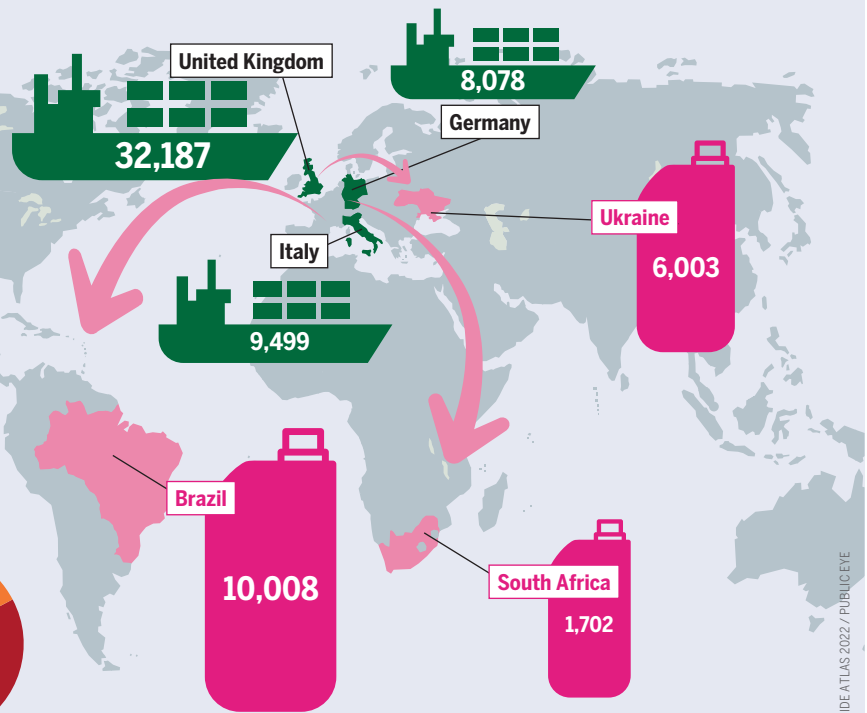 United Kingdom
32,187
8,078
Germany
Ukraine
6,003
Italy
9,499
Brazil
10,008
South Africa
1,702
ATLAS 2022 / PUBLIC EYE